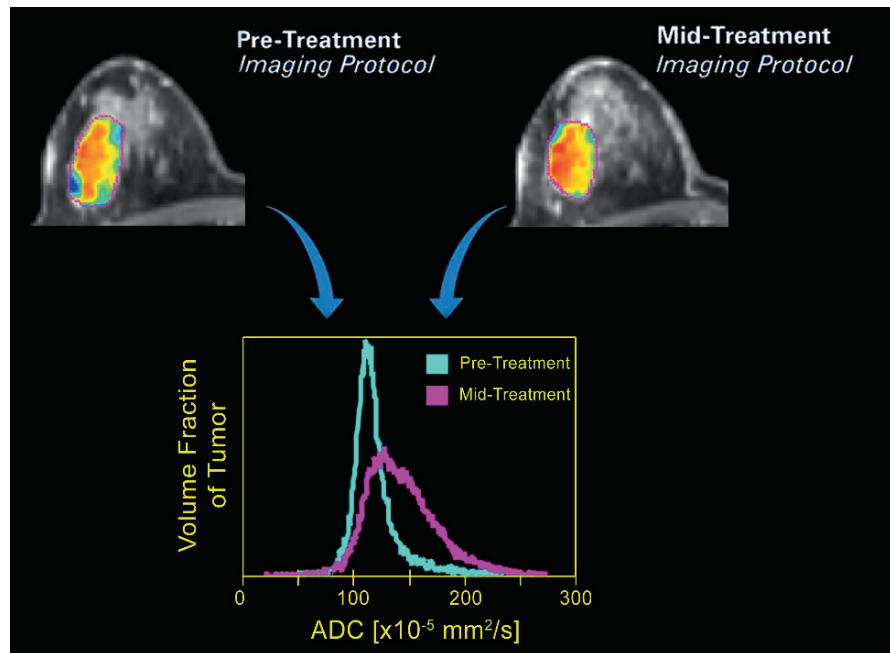 Pre-Treatment
Imaging Protocol
Mid-Treatment
Imaging Protocol
Pre-Treatment
Mid-Treatment
Volume Fraction
of Tumor
0
100
200
300
ADC [x10⁻⁵ mm²/s]